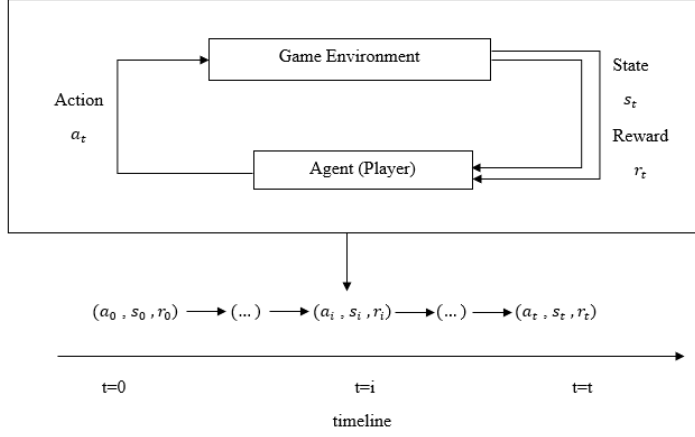 Game Environment
State
Action
s_t
a_t
Reward
Agent (Player)
r_t
(a_0 , s_0 , r_0) (...) (a_i , s_i , r_i) (...) (a_t , s_t , r_t)
t=0 t=i t=t
timeline